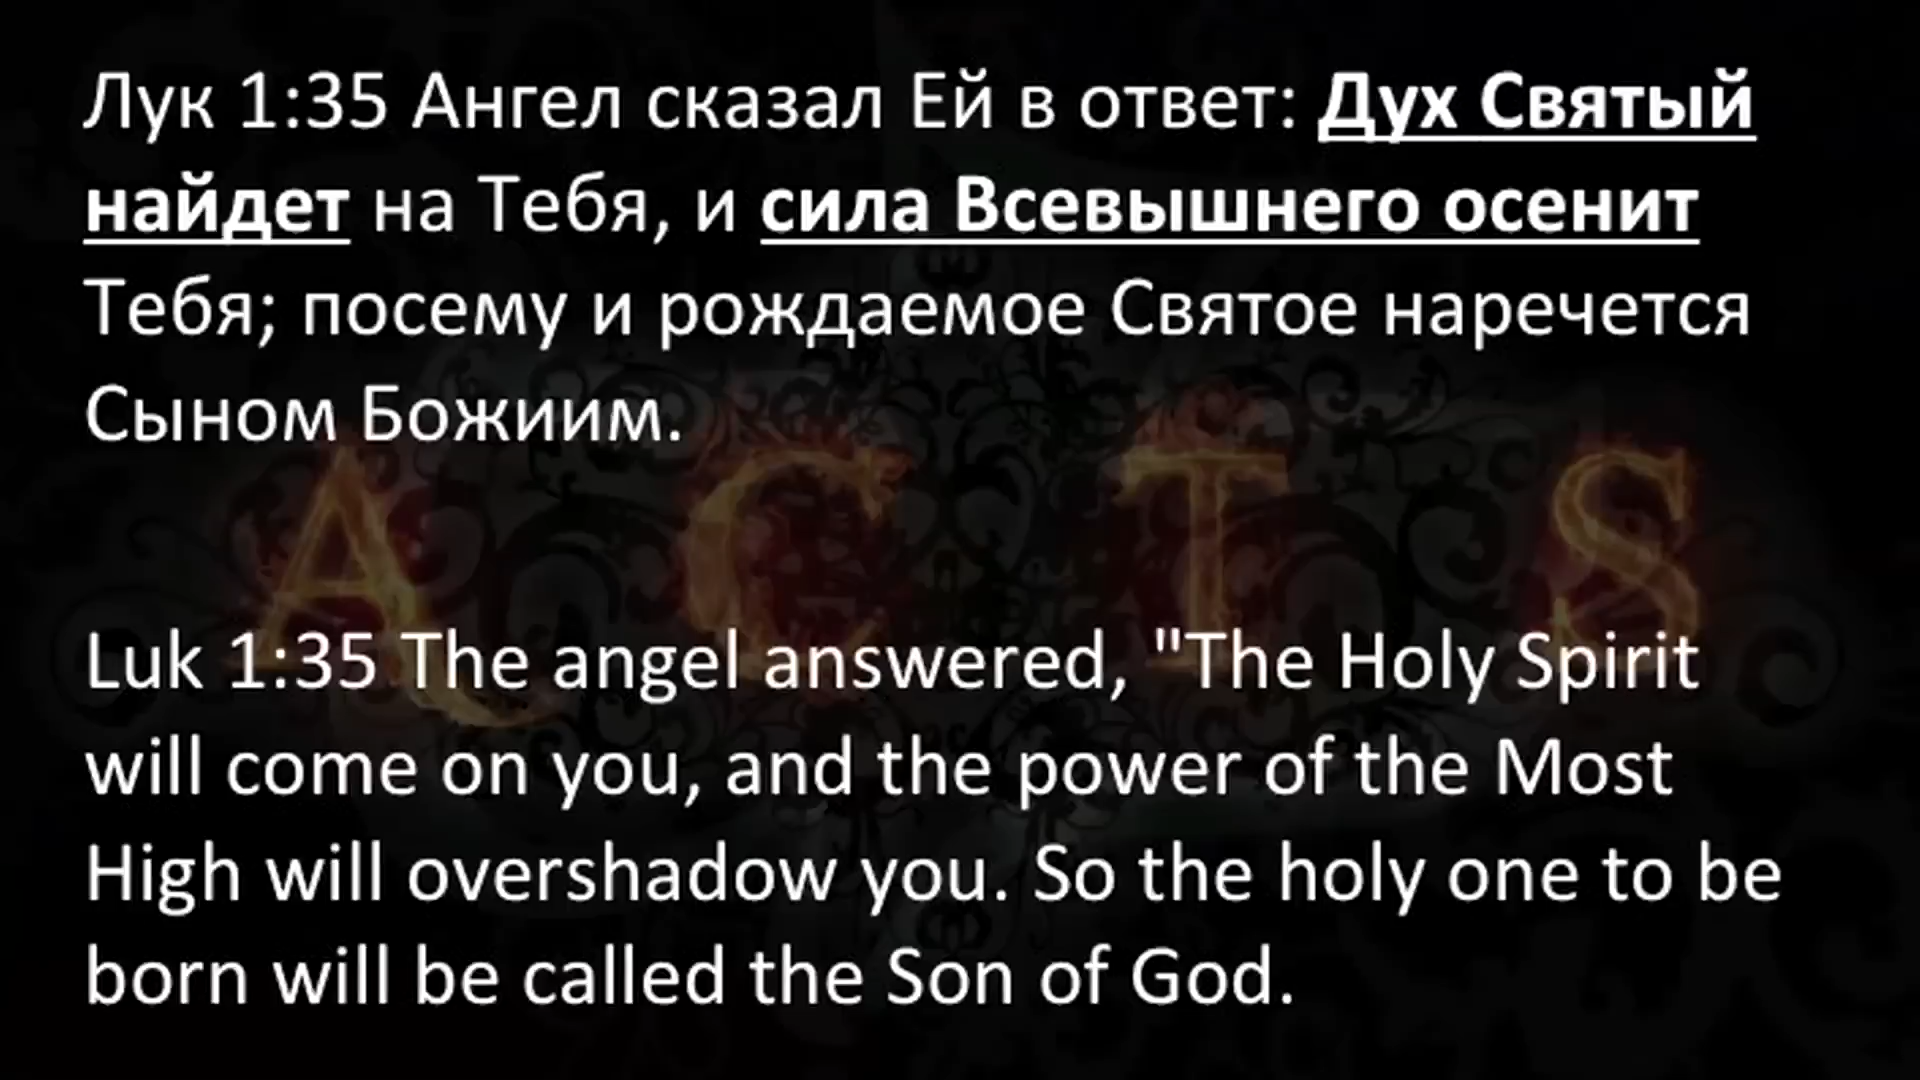 Лук 1:35 Ангел сказал Ей в ответ: Дух Святый
найдет на Тебя, и сила Всевышнего осенит
Тебя; посему и рождаемое Святое наречется
Сыном Божиим.
A C T S
Luk 1:35 The angel answered, "The Holy Spirit
will come on you, and the power of the Most
High will overshadow you. So the holy one to be
born will be called the Son of God.